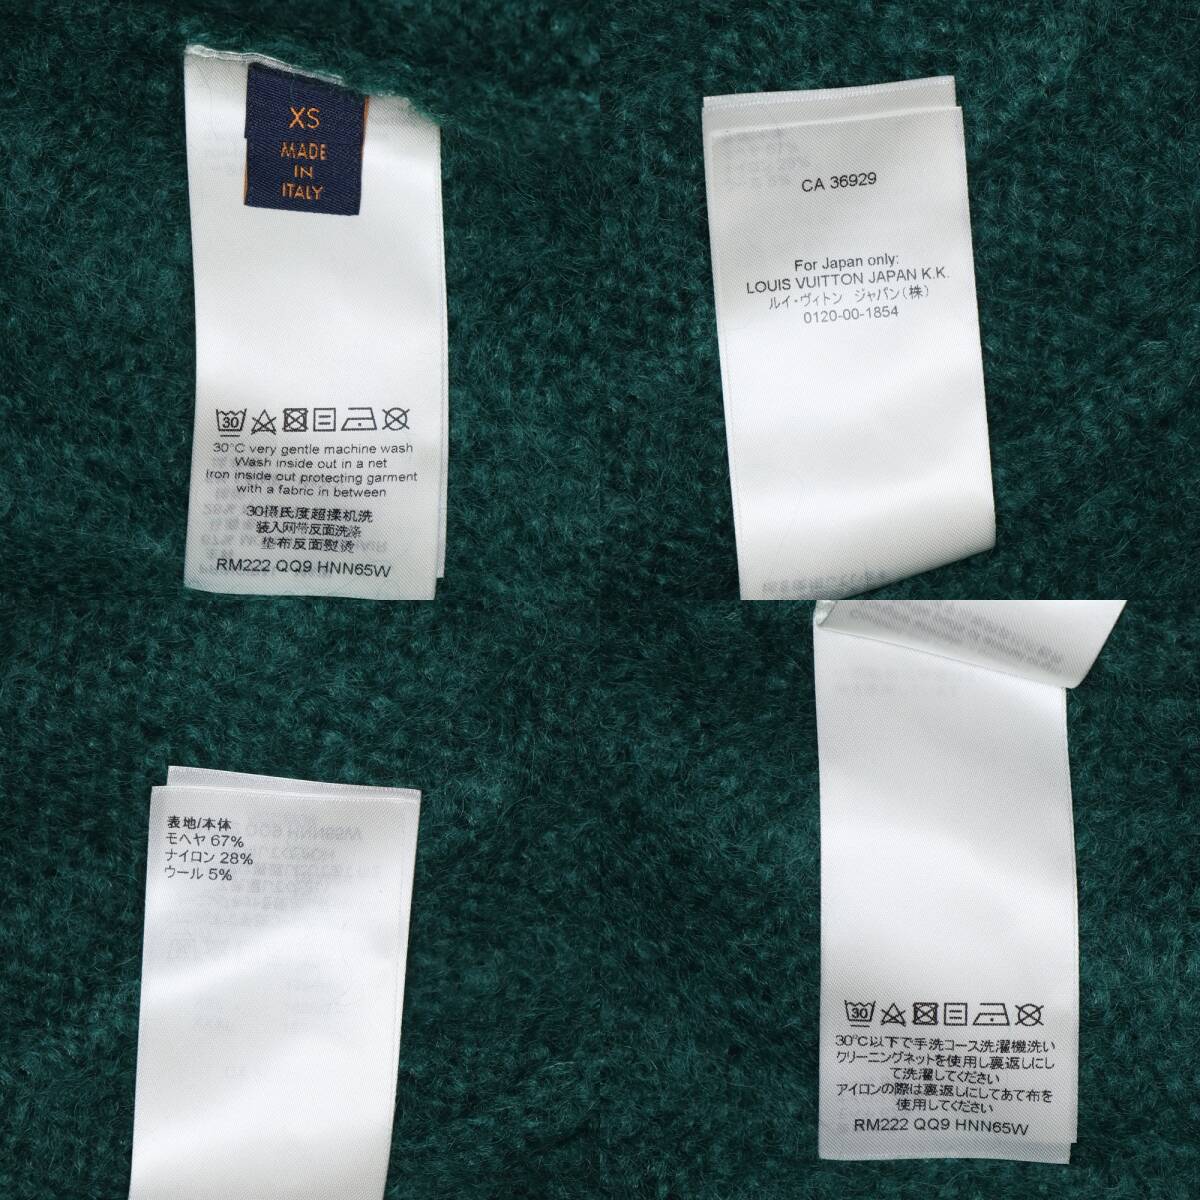 XS
MADE
IN
ITALY
30
30°C very gentle machine wash
Wash inside out in a net
Iron inside out protecting garment
with a fabric in between
30摄氏度超揉机洗
装入网带反面洗涤
垫布反面熨烫
RM222 QQ9 HNN65W
CA 36929
For Japan only:
LOUIS VUITTON JAPAN K.K.
ルイ・ヴィトン ジャパン(株)
0120-00-1854
表地/本体
モヘヤ 67%
ナイロン 28%
ウール 5%
30
30°C以下で手洗コース洗濯機洗い
クリーニングネットを使用し裏返しにし
て洗濯してください
アイロンの際は裏返しにしてあて布を
使用してください
RM222 QQ9 HNN65W